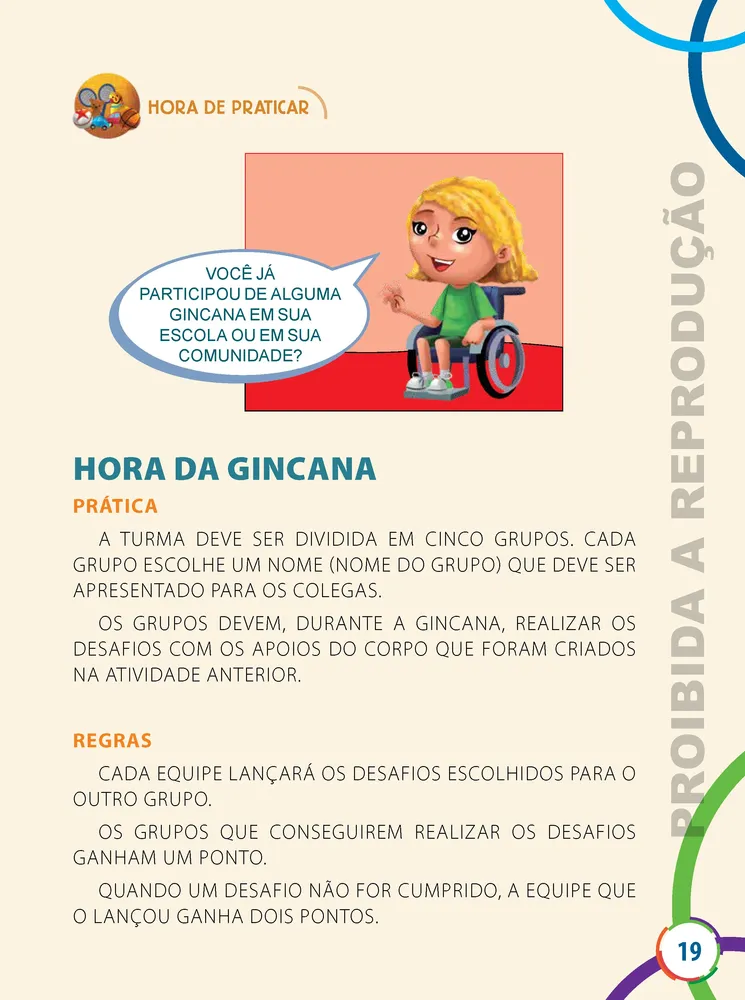 HORA DE PRATICAR
VOCÊ JÁ
PARTICIPOU DE ALGUMA
GINCANA EM SUA
ESCOLA OU EM SUA
COMUNIDADE?
HORA DA GINCANA
PRÁTICA
A TURMA DEVE SER DIVIDIDA EM CINCO GRUPOS. CADA
GRUPO ESCOLHE UM NOME (NOME DO GRUPO) QUE DEVE SER
APRESENTADO PARA OS COLEGAS.
OS GRUPOS DEVEM, DURANTE A GINCANA, REALIZAR OS
DESAFIOS COM OS APOIOS DO CORPO QUE FORAM CRIADOS
NA ATIVIDADE ANTERIOR.
REGRAS
CADA EQUIPE LANÇARÁ OS DESAFIOS ESCOLHIDOS PARA O
OUTRO GRUPO.
OS GRUPOS QUE CONSEGUIREM REALIZAR OS DESAFIOS
GANHAM UM PONTO.
QUANDO UM DESAFIO NÃO FOR CUMPRIDO, A EQUIPE QUE
O LANÇOU GANHA DOIS PONTOS.
PROIBIDA A REPRODUÇÃO
19